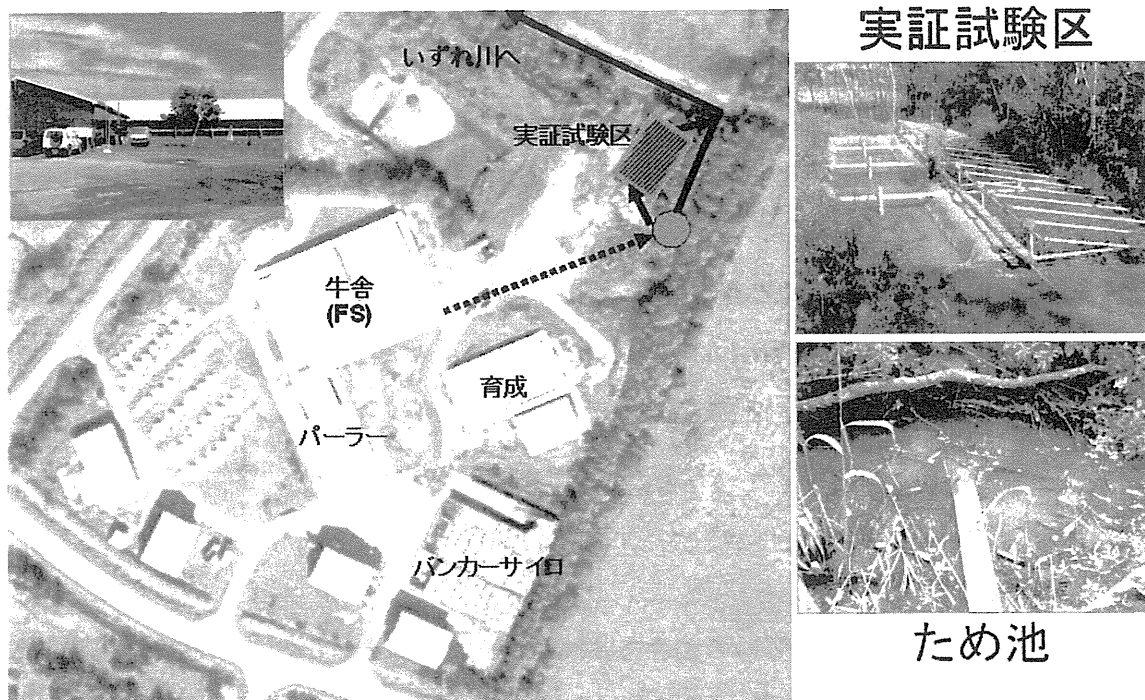 実証試験区
いずれ川へ
実証試験区
牛舎
(FS)
育成
パーラー
バンカーサイロ
ため池